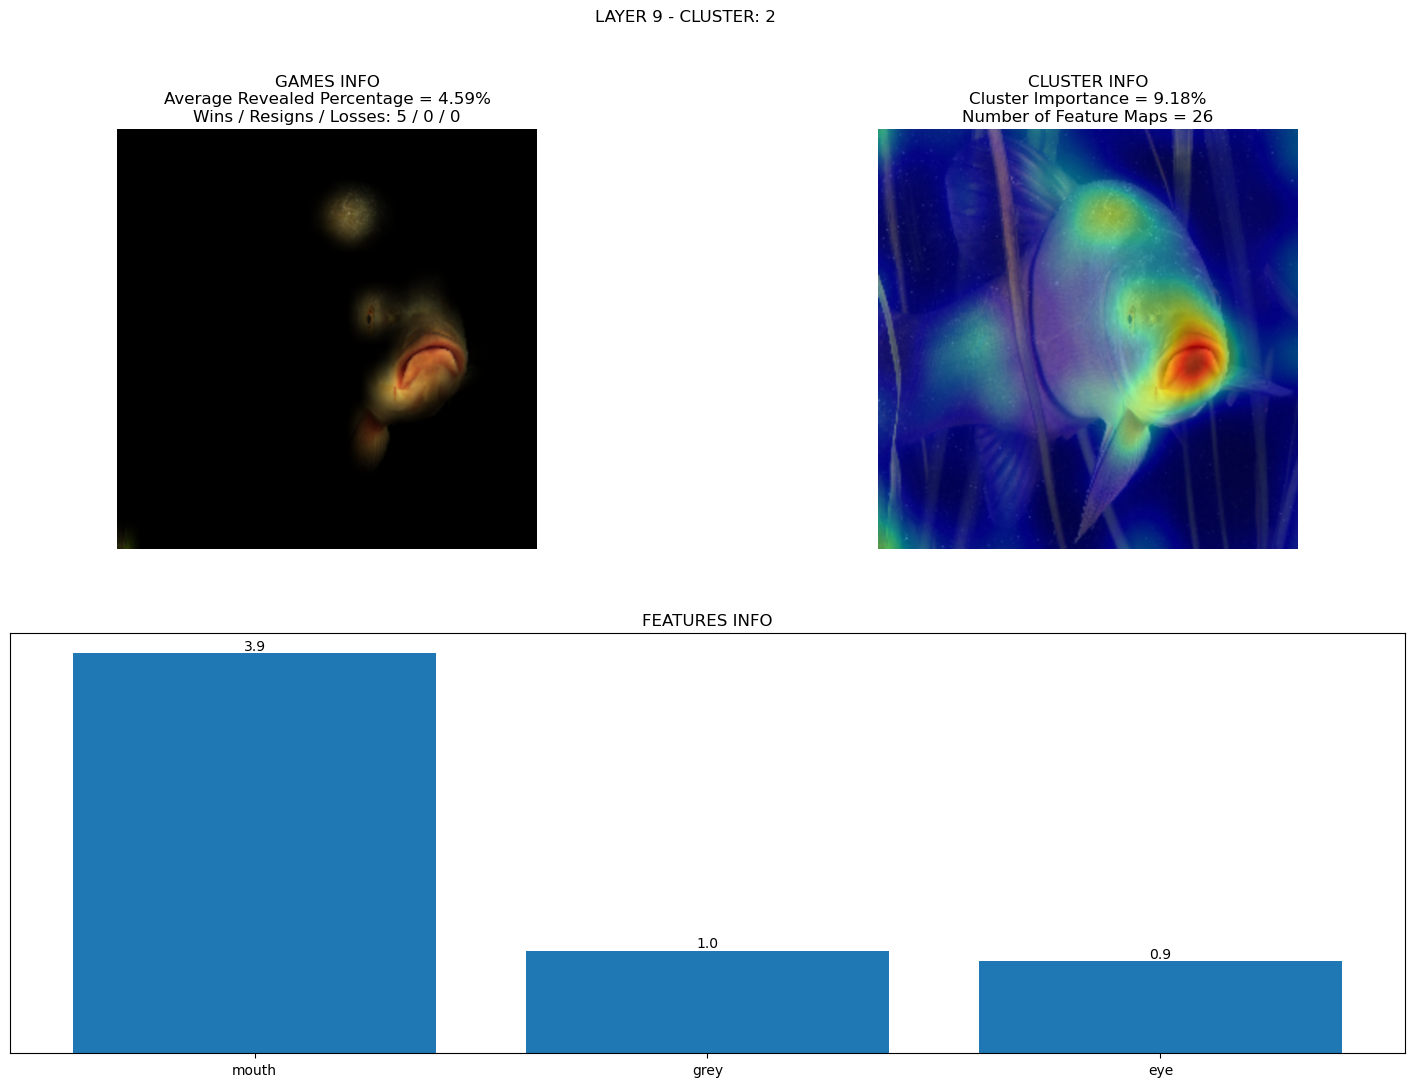 LAYER 9 - CLUSTER: 2
GAMES INFO
Average Revealed Percentage = 4.59%
Wins / Resigns / Losses: 5 / 0 / 0
CLUSTER INFO
Cluster Importance = 9.18%
Number of Feature Maps = 26
FEATURES INFO
3.9
1.0
0.9
mouth
grey
eye